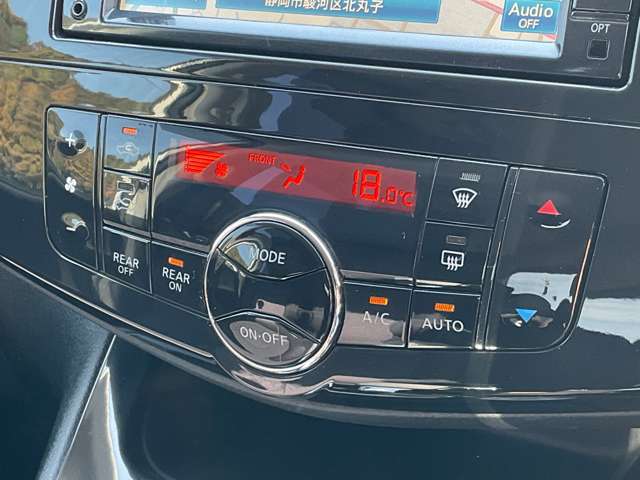 静岡市駿河区北丸子
Audio
OFF
OPT
FRONT
18.0℃
MODE
REAR
OFF
REAR
ON
ON·OFF
A/C
AUTO